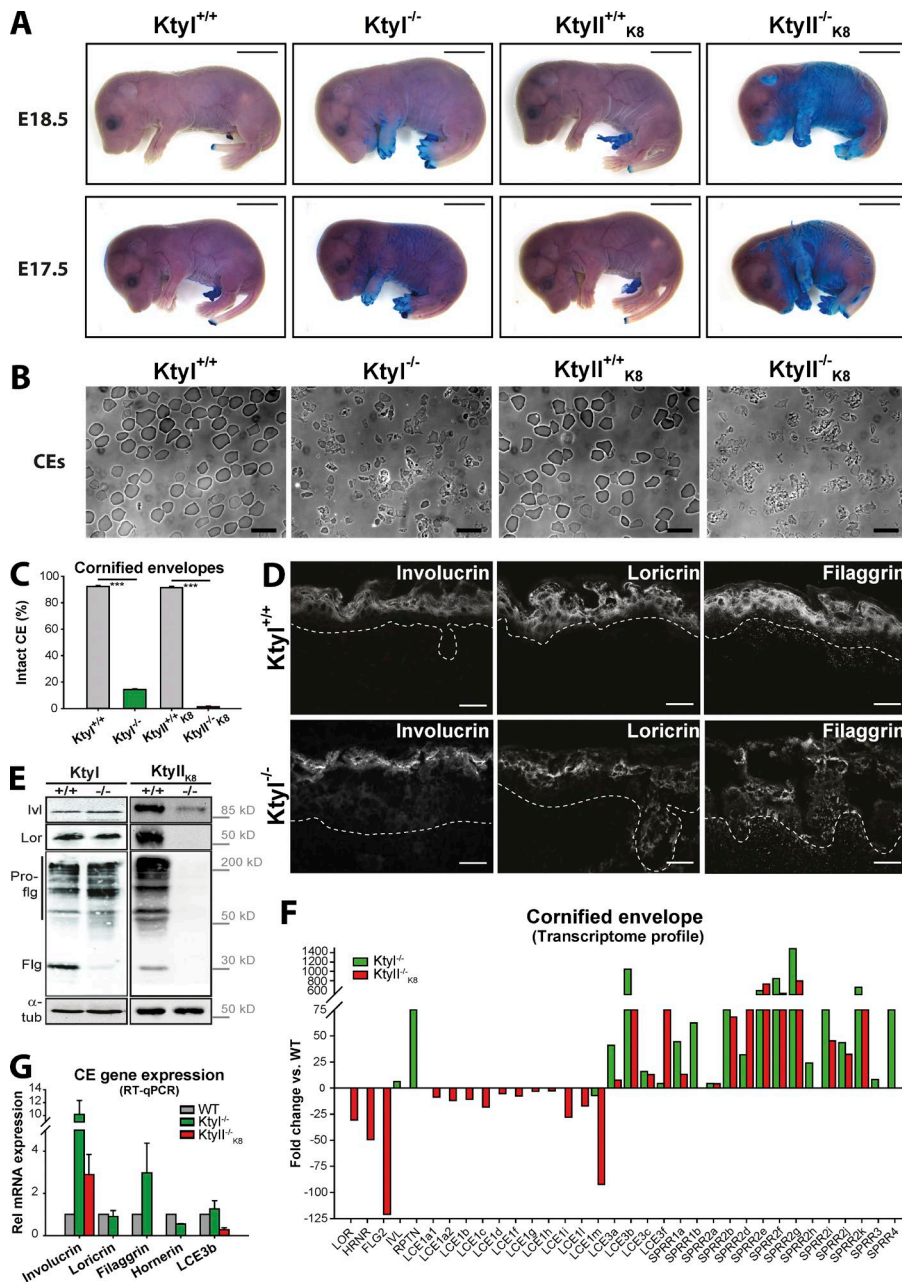 A
KtyI+/+ KtyI-/- KtyII+/+K8 KtyII-/-K8
E18.5
E17.5
B
KtyI+/+ KtyI-/- KtyII+/+K8 KtyII-/-K8
CEs
C
Cornified envelopes
*** ***
Intact CE (%)
100
80
60
40
20
0
KtyI+/+ KtyI-/- KtyII+/+K8 KtyII-/-K8
D
KtyI+/+
Involucrin Loricrin Filaggrin
KtyI-/-
Involucrin Loricrin Filaggrin
E
KtyI KtyIIK8
+/+ -/- +/+ -/-
Ivl 85 kD
Lor 50 kD
200 kD
Pro-
flg
50 kD
Flg 30 kD
α-
tub 50 kD
F
Cornified envelope
(Transcriptome profile)
KtyI-/-
KtyII-/-K8
Fold change vs. WT
1400
1000
600
75
50
25
0
-25
-50
-75
-100
-125
LOR HRNR FLG2 IVL RPTN LCE1a1 LCE1a2 LCE1b LCE1c LCE1d LCE1f LCE1g LCE1h LCE1i LCE1l LCE1m LCE3a LCE3b LCE3c LCE3f SPRR1a SPRR1b SPRR2a SPRR2b SPRR2d SPRR2e SPRR2f SPRR2g SPRR2h SPRR2i SPRR2j SPRR2k SPRR3 SPRR4
G
CE gene expression
(RT-qPCR)
WT
KtyI-/-
KtyII-/-K8
Rel mRNA expression
14
12
10
4
2
0
Involucrin Loricrin Filaggrin Hornerin LCE3b